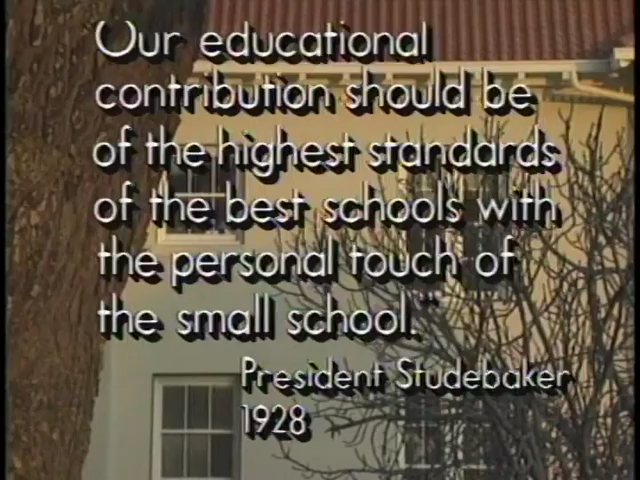 Our educational
contribution should be
of the highest standards
of the best schools with
the personal touch of
the small school."
President Studebaker
1928